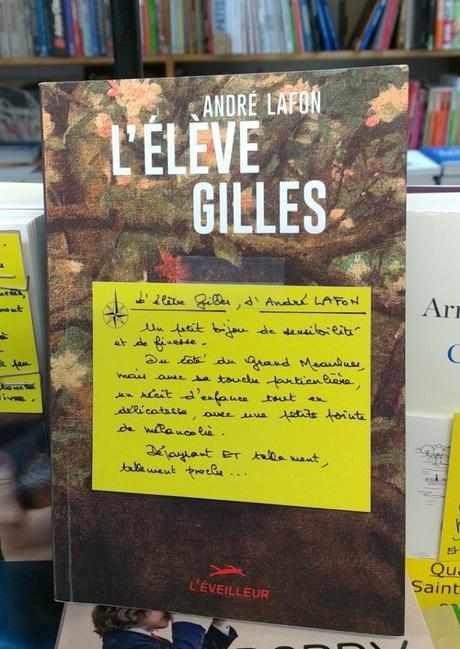 ANDRÉ LAFON
L'ÉLÈVE
GILLES
L'élève Gilles, d'André LAFON
Un petit bijou de sensibilité
et de finesse.
Du côté du Grand Meaulnes,
mais avec sa touche particulière,
un récit d'enfance tout en
délicatesse, avec une petite pointe
de mélancolie.
Dépaysant ET tellement,
tellement proche...
L'ÉVEILLEUR
Qua
Saint